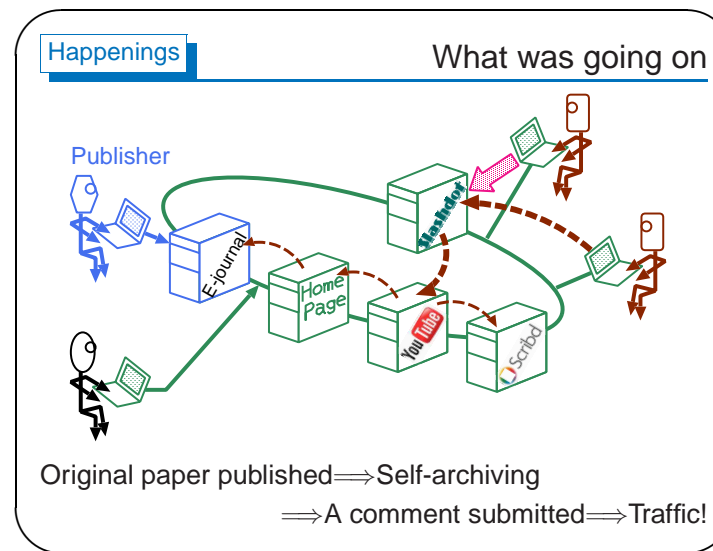 Happenings
What was going on
Publisher
E-journal
Home
Page
Slashdot
YouTube
Scribd
Original paper published⟹Self-archiving
⟹A comment submitted⟹Traffic!